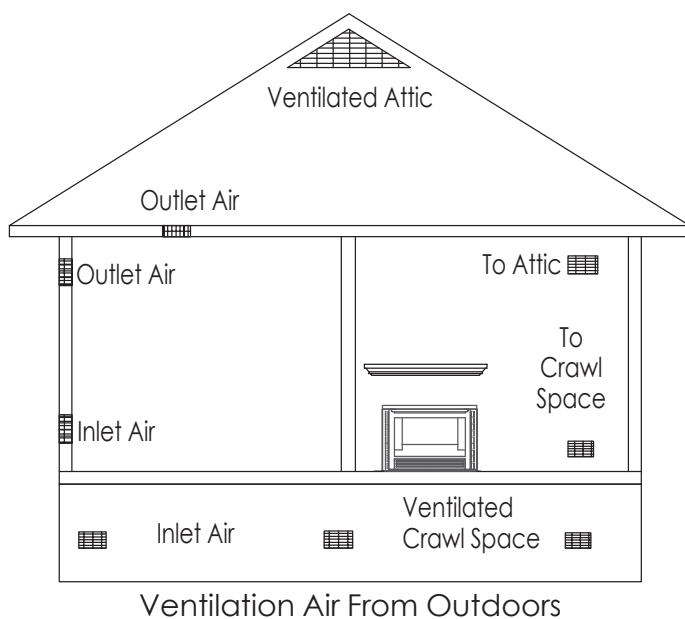 Ventilated Attic
Outlet Air
Outlet Air
To Attic
To
Crawl
Space
Inlet Air
Inlet Air
Ventilated
Crawl Space
Ventilation Air From Outdoors